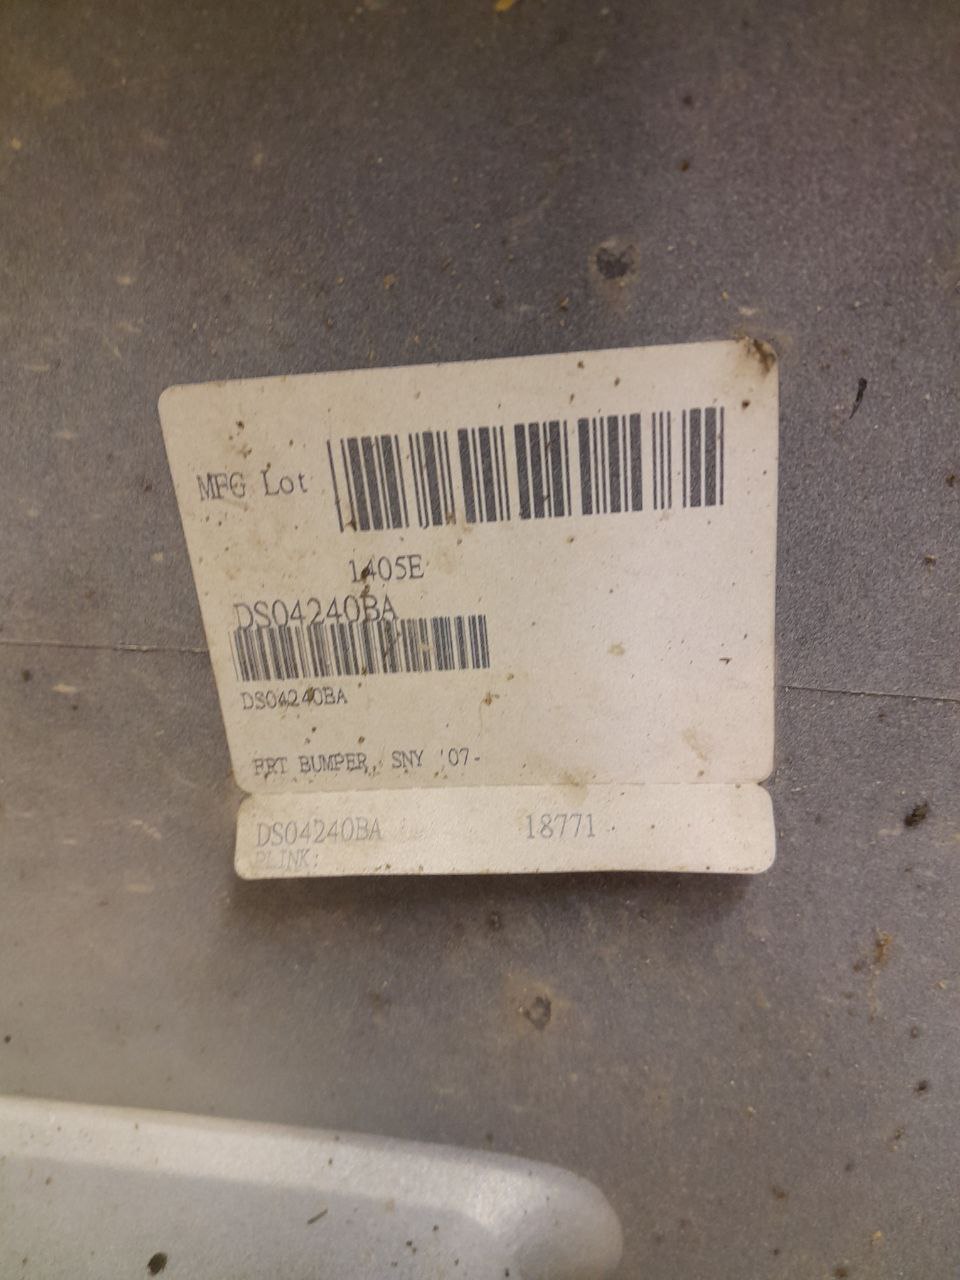 MFG Lot
1405E
DS04240BA
DS04240BA
FRT BUMPER, SNY '07-
DS04240BA 18771
PLINK: